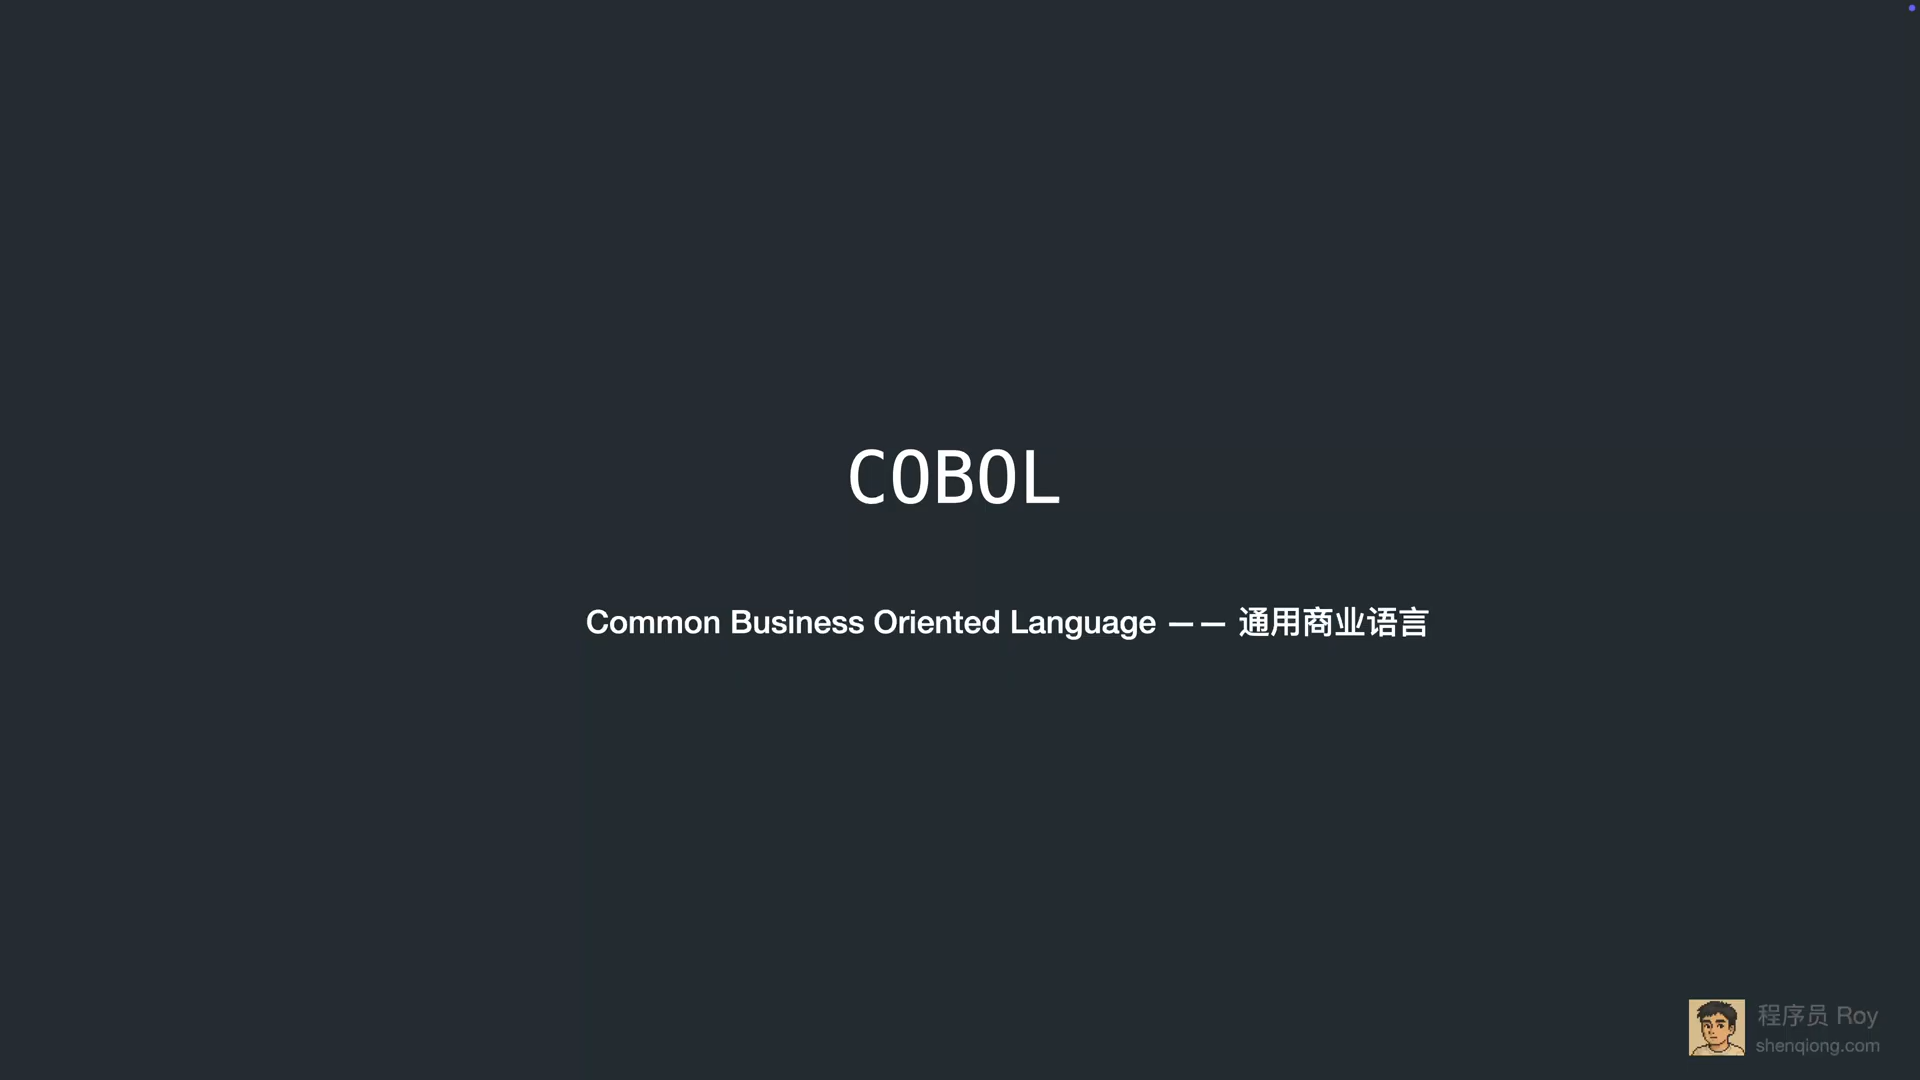 COBOL
Common Business Oriented Language —— 通用商业语言
程序员 Roy
shenqiong.com